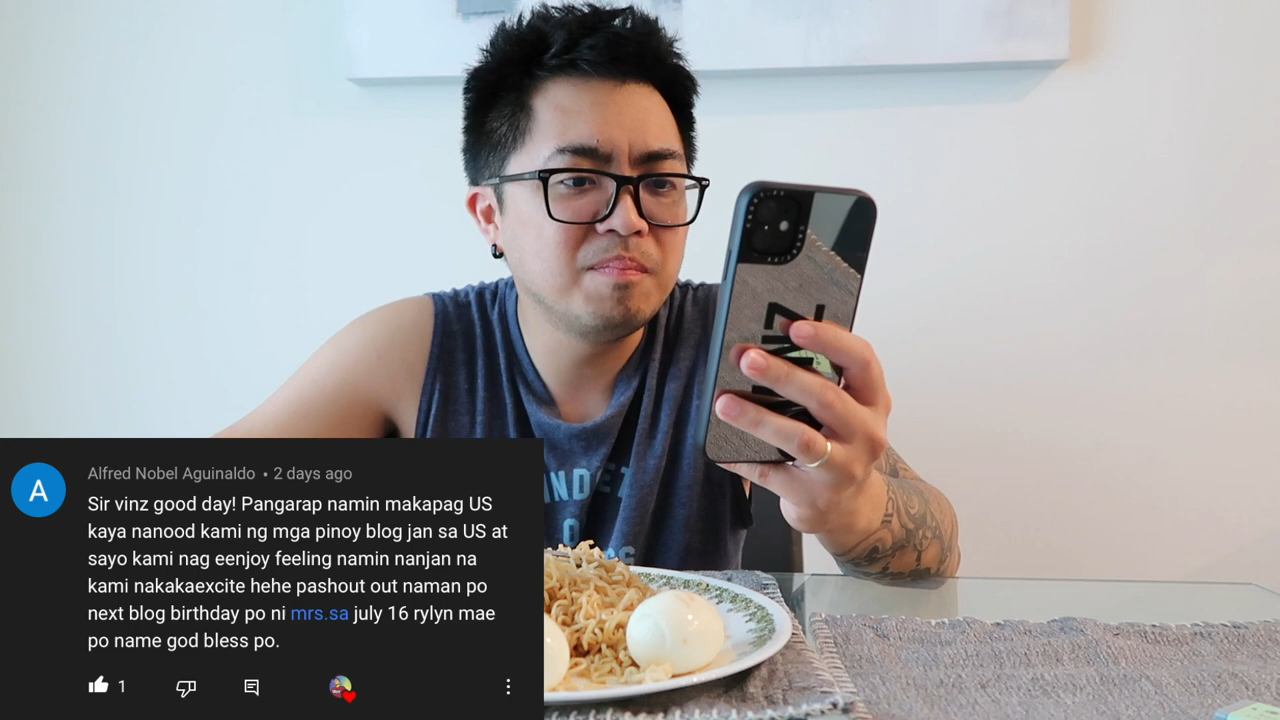 Alfred Nobel Aguinaldo • 2 days ago
Sir vinz good day! Pangarap namin makapag US
kaya nanood kami ng mga pinoy blog jan sa US at
sayo kami nag eenjoy feeling namin nanjan na
kami nakakaexcite hehe pashout out naman po
next blog birthday po ni mrs.sa july 16 rylyn mae
po name god bless po.
1